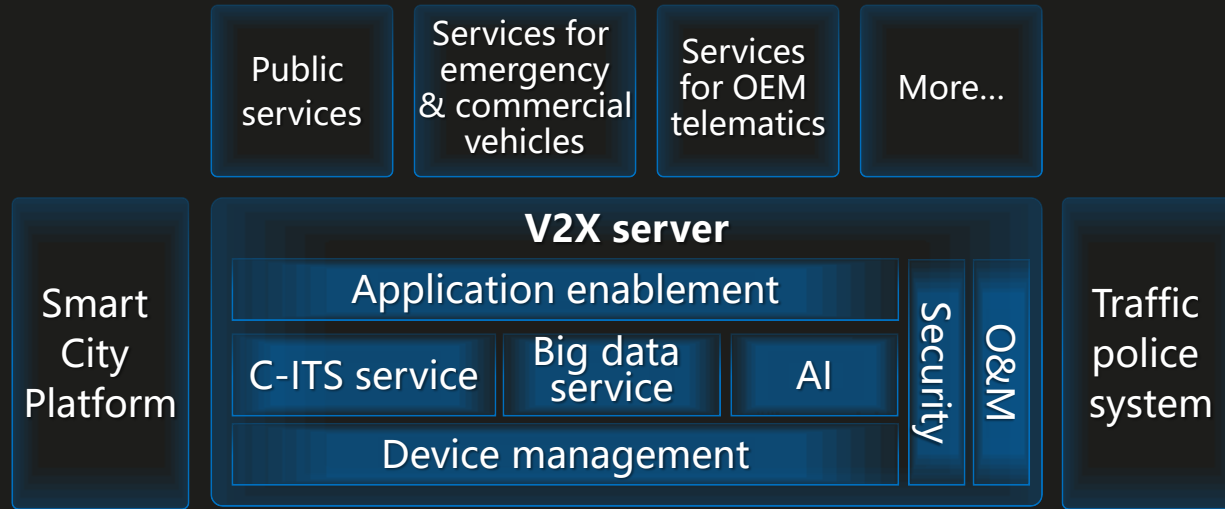 Public
services
Services for
emergency
& commercial
vehicles
Services
for OEM
telematics
More...
Smart
City
Platform
V2X server
Application enablement
C-ITS service
Big data
service
AI
Device management
Security
O&M
Traffic
police
system